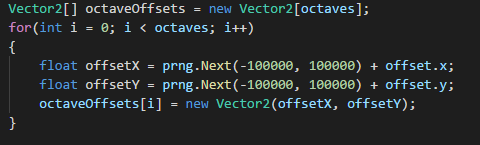 Vector2[] octaveOffsets = new Vector2[octaves];
for(int i = 0; i < octaves; i++)
{
    float offsetX = prng.Next(-100000, 100000) + offset.x;
    float offsetY = prng.Next(-100000, 100000) + offset.y;
    octaveOffsets[i] = new Vector2(offsetX, offsetY);
}